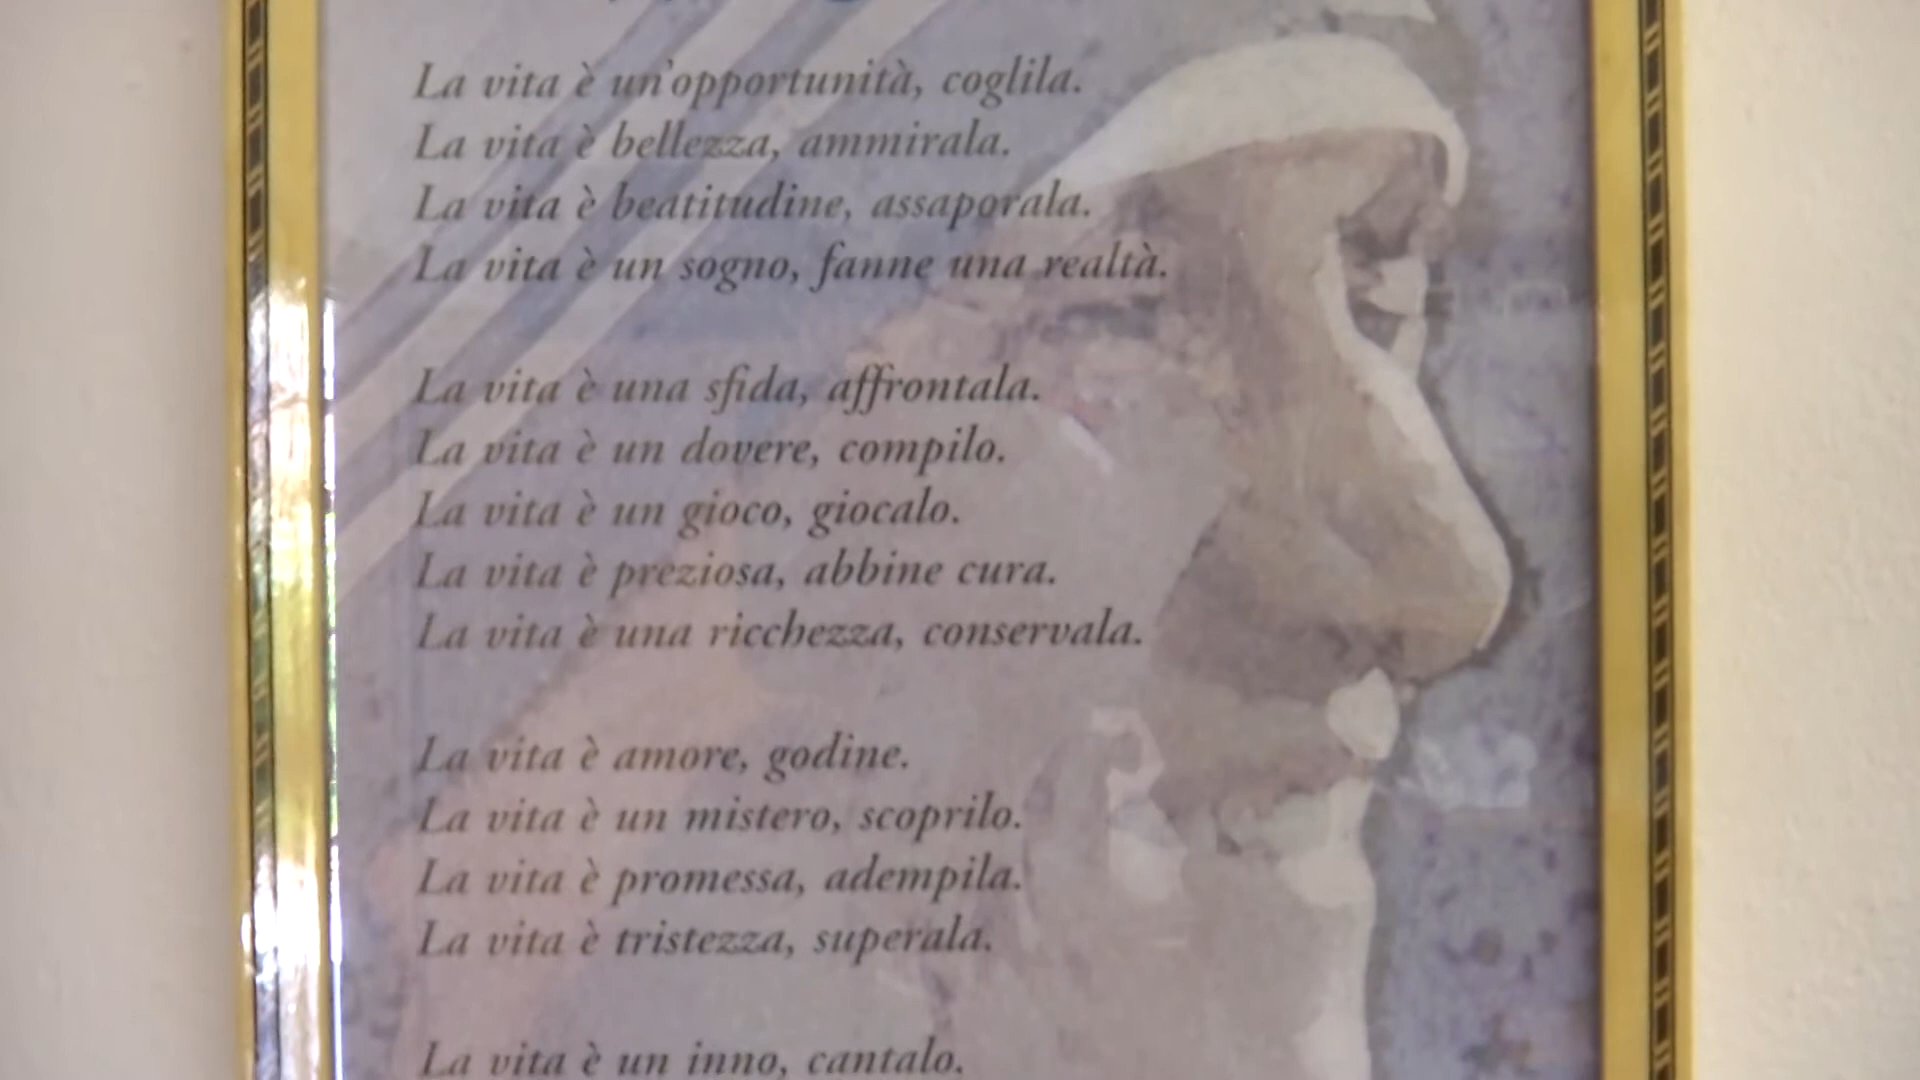 La vita è un'opportunità, coglila.
La vita è bellezza, ammirala.
La vita è beatitudine, assaporala.
La vita è un sogno, fanne una realtà.
La vita è una sfida, affrontala.
La vita è un dovere, compilo.
La vita è un gioco, giocalo.
La vita è preziosa, abbine cura.
La vita è una ricchezza, conservala.
La vita è amore, godine.
La vita è un mistero, scoprilo.
La vita è promessa, adempila.
La vita è tristezza, superala.
La vita è un inno, cantalo.